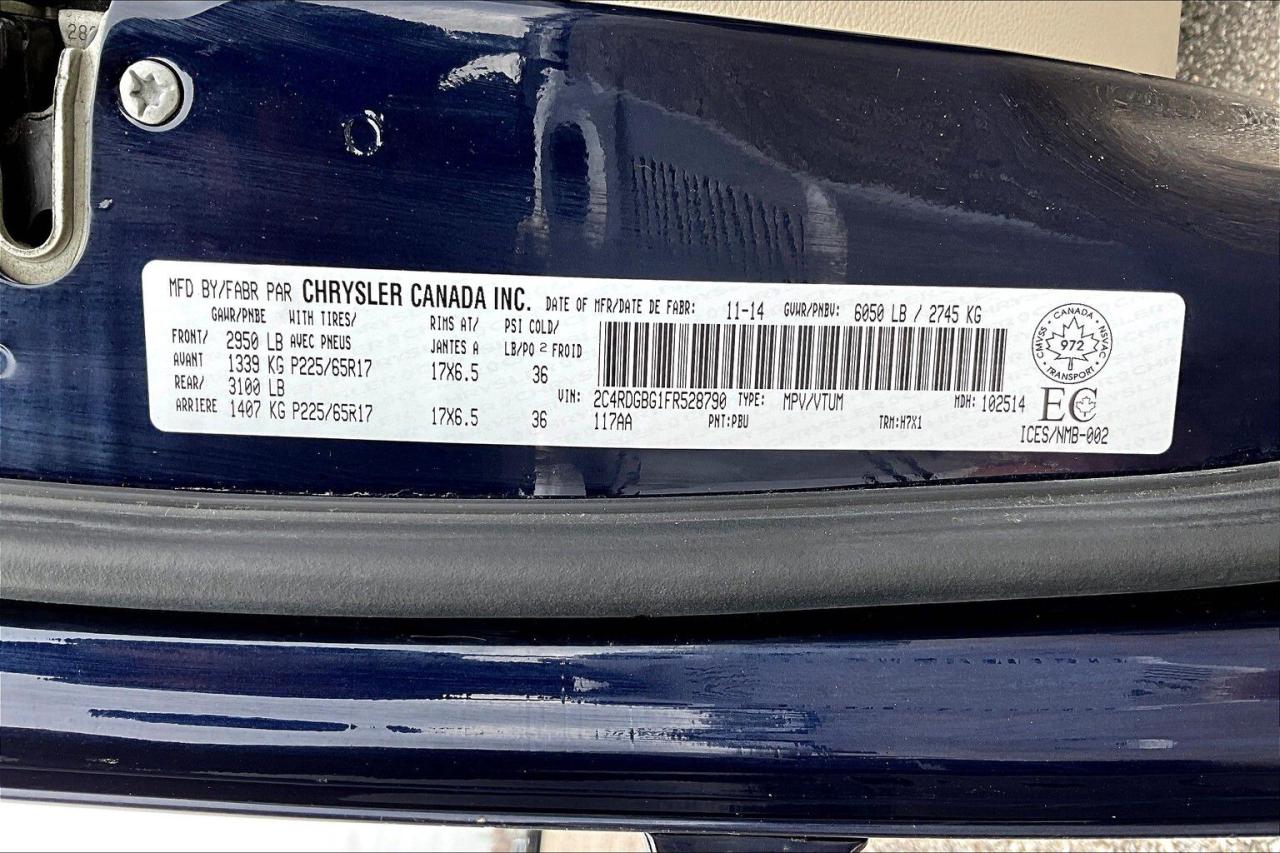 282
MFD BY/FABR PAR CHRYSLER CANADA INC. DATE OF MFR/DATE DE FABR: 11-14 GVWR/PNBV: 6050 LB / 2745 KG
GAWR/PNBE WITH TIRES/ RIMS AT/ PSI COLD/
FRONT/ 2950 LB AVEC PNEUS JANTES A LB/PO 2 FROID
AVANT 1339 KG P225/65R17 17X6.5 36
REAR/ 3100 LB
ARRIERE 1407 KG P225/65R17 17X6.5 36
VIN: 2C4RDGBG1FR528790 TYPE: MPV/VTUM MDH: 102514
117AA PNT:PBU TRM:H7X1
CANADA
CMVSS 972 NSVAC
TRANSPORT
EC
ICES/NMB-002